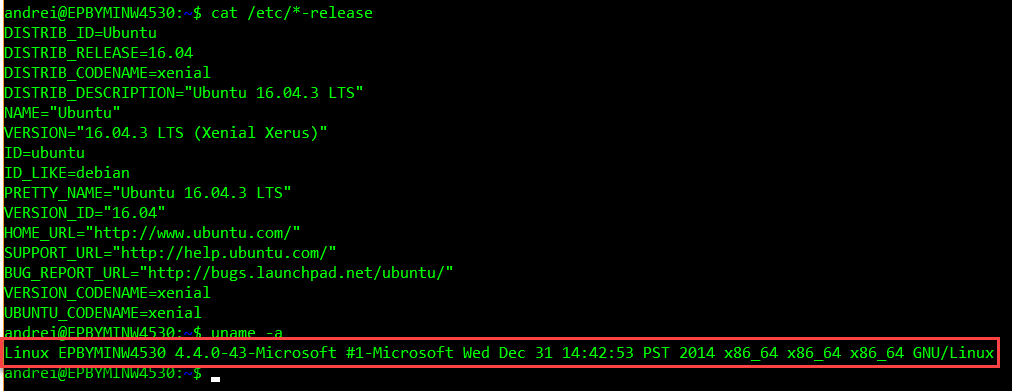 andrei@EPBYMINW4530:~$ cat /etc/*-release
DISTRIB_ID=Ubuntu
DISTRIB_RELEASE=16.04
DISTRIB_CODENAME=xenial
DISTRIB_DESCRIPTION="Ubuntu 16.04.3 LTS"
NAME="Ubuntu"
VERSION="16.04.3 LTS (Xenial Xerus)"
ID=ubuntu
ID_LIKE=debian
PRETTY_NAME="Ubuntu 16.04.3 LTS"
VERSION_ID="16.04"
HOME_URL="http://www.ubuntu.com/"
SUPPORT_URL="http://help.ubuntu.com/"
BUG_REPORT_URL="http://bugs.launchpad.net/ubuntu/"
VERSION_CODENAME=xenial
UBUNTU_CODENAME=xenial
andrei@EPBYMINW4530:~$ uname -a
Linux EPBYMINW4530 4.4.0-43-Microsoft #1-Microsoft Wed Dec 31 14:42:53 PST 2014 x86_64 x86_64 x86_64 GNU/Linux
andrei@EPBYMINW4530:~$